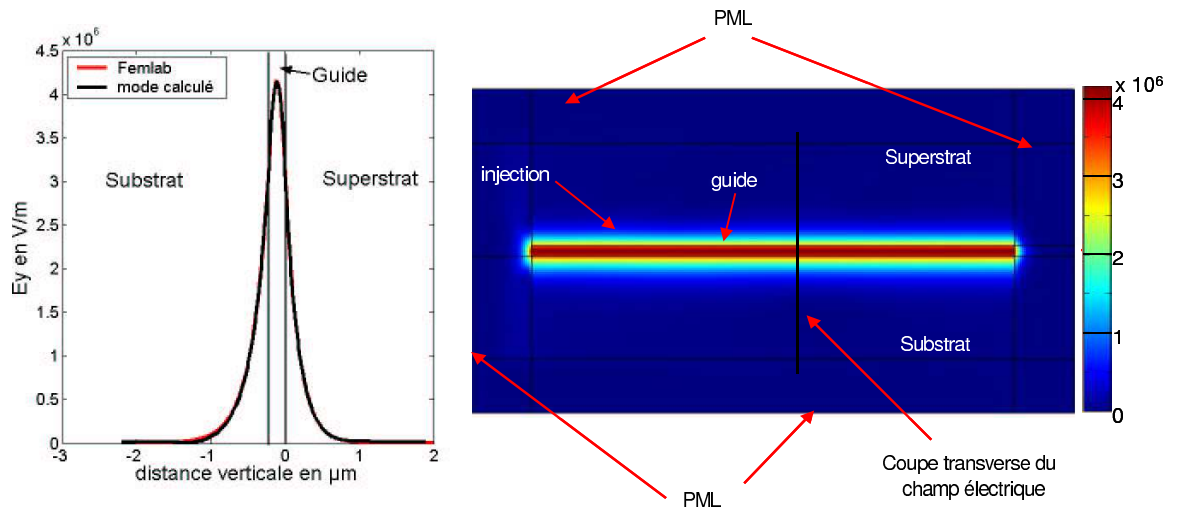 x 10⁶
4.5
4
3.5
3
2.5
2
1.5
1
0.5
0
Ey en V/m
Femlab
mode calculé
Guide
Substrat
Superstrat
-3
-2
-1
0
1
2
distance verticale en µm
PML
Superstrat
injection
guide
Substrat
PML
Coupe transverse du
champ électrique
x 10⁶
4
3
2
1
0